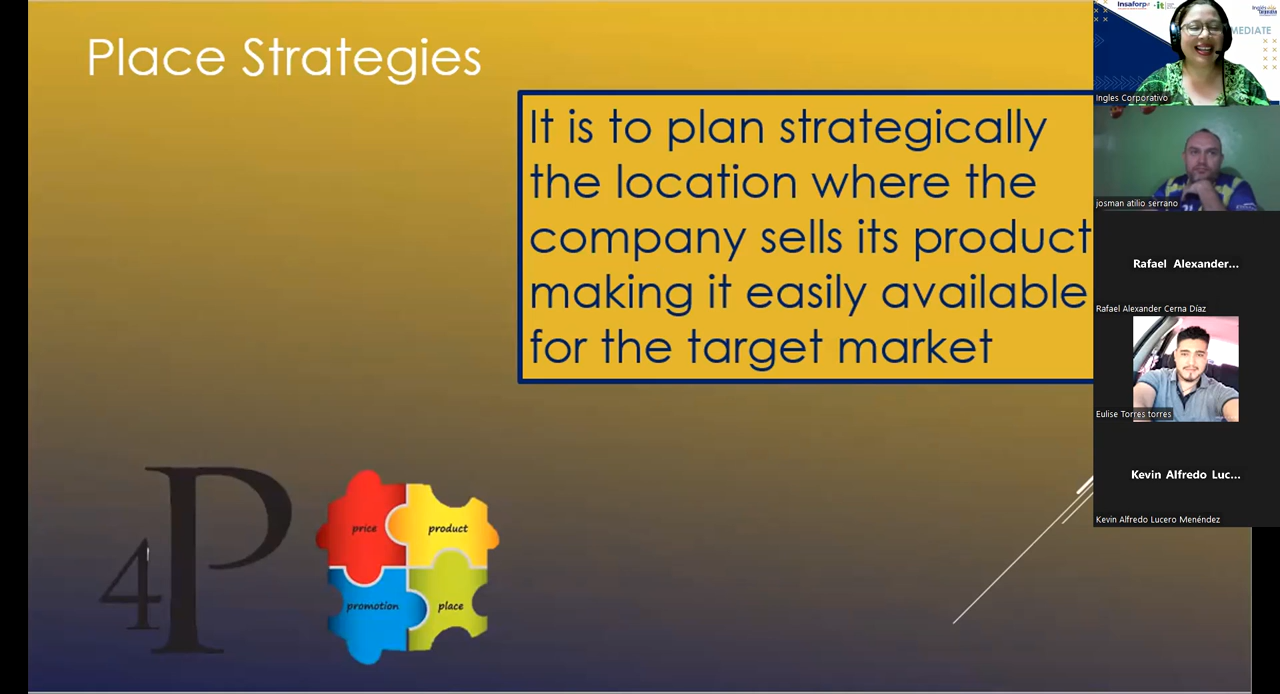 Place Strategies
It is to plan strategically
the location where the
company sells its product
making it easily available
for the target market
4P
price
product
promotion
place
Insaforp
MEDIATE
Ingles Corporativo
josman atilio serrano
Rafael Alexander...
Rafael Alexander Cerna Díaz
Eulise Torres torres
Kevin Alfredo Luc...
Kevin Alfredo Lucero Menéndez